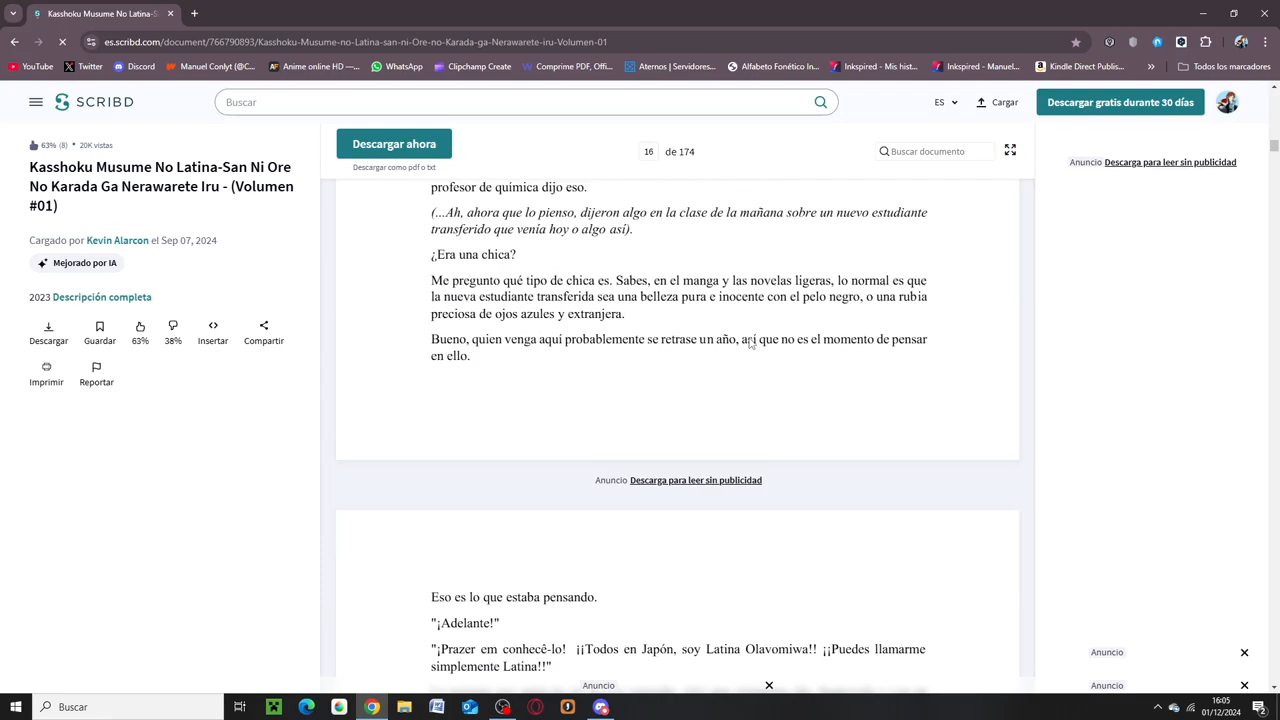 Kasshoku Musume No Latina-S
es.scribd.com/document/766790893/Kasshoku-Musume-no-Latina-san-ni-Ore-no-Karada-ga-Nerawarete-iru-Volumen-01
YouTube
Twitter
Discord
Manuel Conlyt (@C...
Anime online HD —...
WhatsApp
Clipchamp Create
Comprime PDF, Offi...
Aternos | Servidores...
Alfabeto Fonético In...
Inkspired - Mis hist...
Inkspired - Manuel...
Kindle Direct Publis...
Todos los marcadores
SCRIBD
Buscar
ES
Cargar
Descargar gratis durante 30 días
63% (8) • 20K vistas
Kasshoku Musume No Latina-San Ni Ore
No Karada Ga Nerawarete Iru - (Volumen
#01)
Cargado por Kevin Alarcon el Sep 07, 2024
Mejorado por IA
2023 Descripción completa
Descargar
Guardar
63%
38%
Insertar
Compartir
Imprimir
Reportar
Descargar ahora
Descargar como pdf o txt
16 de 174
Buscar documento
profesor de química dijo eso.
(...Ah, ahora que lo pienso, dijeron algo en la clase de la mañana sobre un nuevo estudiante
transferido que venía hoy o algo así).
¿Era una chica?
Me pregunto qué tipo de chica es. Sabes, en el manga y las novelas ligeras, lo normal es que
la nueva estudiante transferida sea una belleza pura e inocente con el pelo negro, o una rubia
preciosa de ojos azules y extranjera.
Bueno, quien venga aquí probablemente se retrase un año, así que no es el momento de pensar
en ello.
Anuncio Descarga para leer sin publicidad
Eso es lo que estaba pensando.
"¡Adelante!"
"¡Prazer em conhecê-lo! ¡¡Todos en Japón, soy Latina Olavomiwa!! ¡¡Puedes llamarme
simplemente Latina!!"
Anuncio
Anuncio Descarga para leer sin publicidad
Anuncio
Anuncio
Buscar
16:05
01/12/2024
2